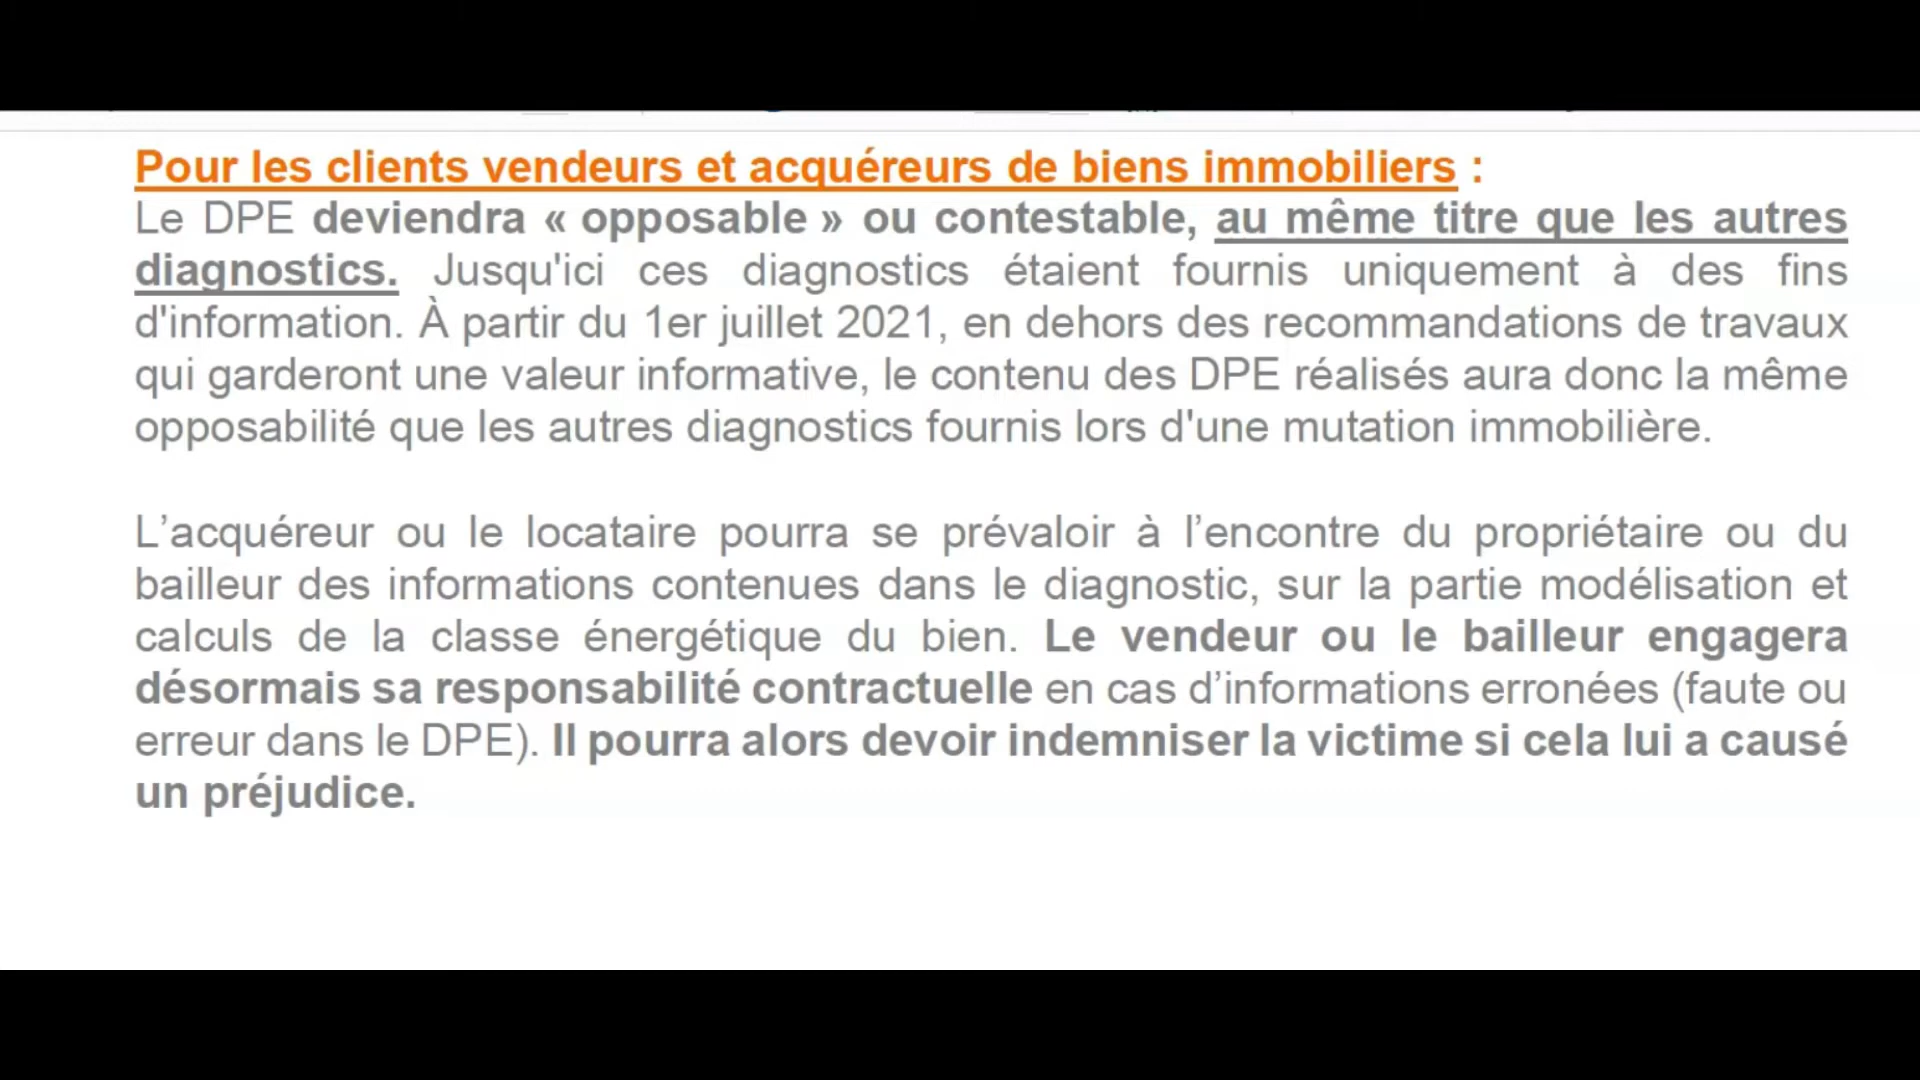 Pour les clients vendeurs et acquéreurs de biens immobiliers :
Le DPE deviendra « opposable » ou contestable, au même titre que les autres
diagnostics. Jusqu'ici ces diagnostics étaient fournis uniquement à des fins
d'information. À partir du 1er juillet 2021, en dehors des recommandations de travaux
qui garderont une valeur informative, le contenu des DPE réalisés aura donc la même
opposabilité que les autres diagnostics fournis lors d'une mutation immobilière.
L’acquéreur ou le locataire pourra se prévaloir à l’encontre du propriétaire ou du
bailleur des informations contenues dans le diagnostic, sur la partie modélisation et
calculs de la classe énergétique du bien. Le vendeur ou le bailleur engagera
désormais sa responsabilité contractuelle en cas d’informations erronées (faute ou
erreur dans le DPE). Il pourra alors devoir indemniser la victime si cela lui a causé
un préjudice.